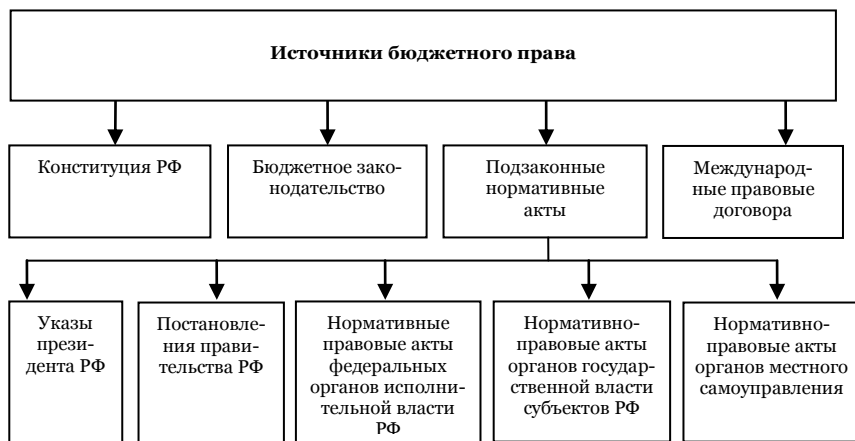 Источники бюджетного права
Конституция РФ
Бюджетное зако-
нодательство
Подзаконные
нормативные
акты
Международ-
ные правовые
договора
Указы
прези-
дента РФ
Постановле-
ния прави-
тельства РФ
Нормативные
правовые акты
федеральных
органов исполни-
тельной власти
РФ
Нормативно-
правовые акты
органов государ-
ственной власти
субъектов РФ
Нормативно-
правовые акты
органов местного
самоуправления